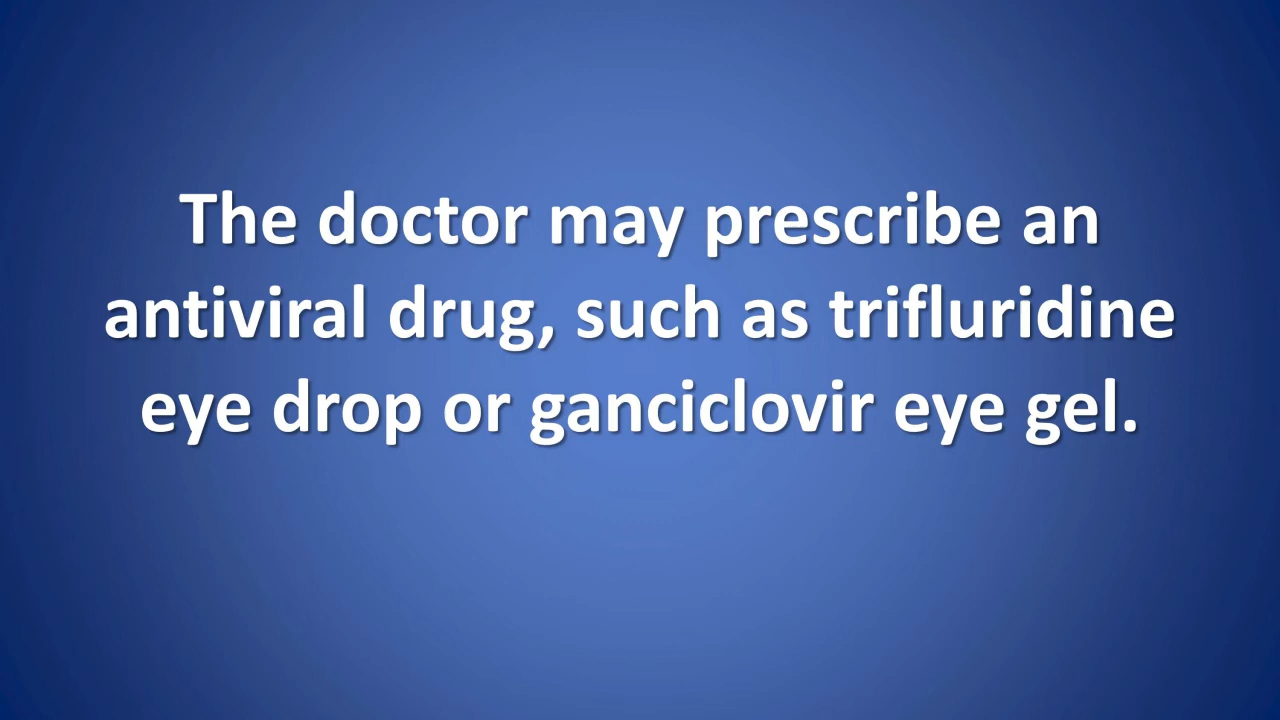 The doctor may prescribe an
antiviral drug, such as trifluridine
eye drop or ganciclovir eye gel.